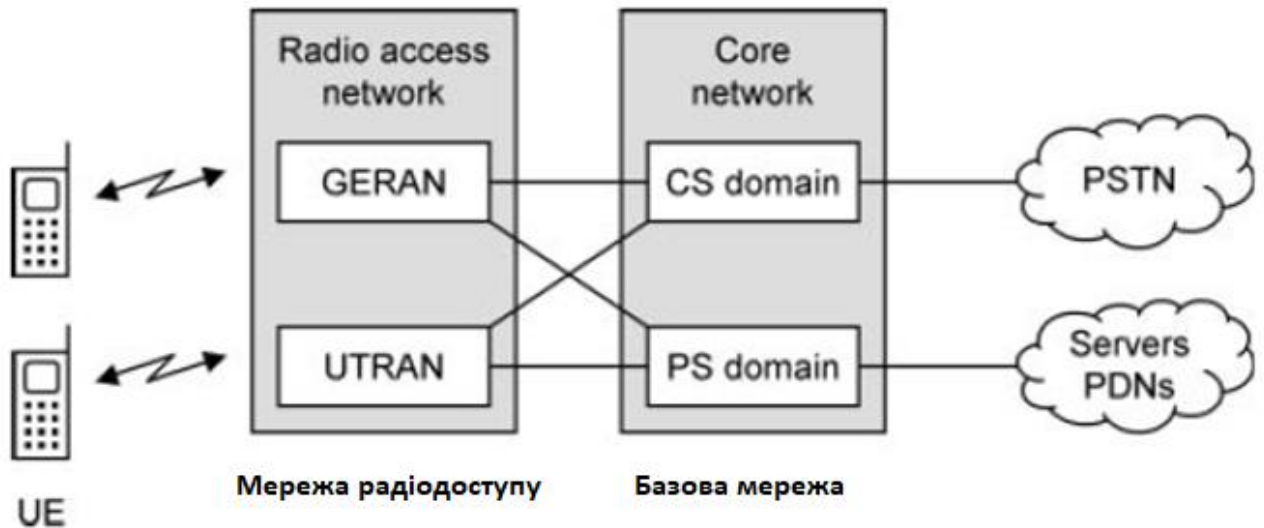 Radio access
network
GERAN
UTRAN
Core
network
CS domain
PS domain
PSTN
Servers
PDNs
UE
Мережа радіодоступу
Базова мережа